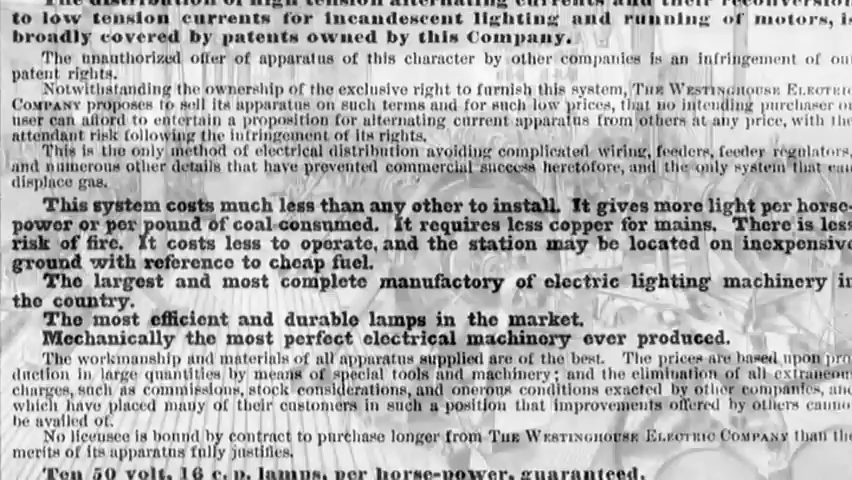 The distribution of high tension alternating currents and their reconversion
to low tension currents for incandescent lighting and running of motors, is
broadly covered by patents owned by this Company.
The unauthorized offer of apparatus of this character by other companies is an infringement of our
patent rights.
Notwithstanding the ownership of the exclusive right to furnish this system, THE WESTINGHOUSE ELECTRIC
COMPANY proposes to sell its apparatus on such terms and for such low prices, that no intending purchaser or
user can afford to entertain a proposition for alternating current apparatus from others at any price, with the
attendant risk following the infringement of its rights.
This is the only method of electrical distribution avoiding complicated wiring, feeders, feeder regulators,
and numerous other details that have prevented commercial success heretofore, and the only system that can
displace gas.
This system costs much less than any other to install. It gives more light per horse-
power or per pound of coal consumed. It requires less copper for mains. There is less
risk of fire. It costs less to operate, and the station may be located on inexpensive
ground with reference to cheap fuel.
The largest and most complete manufactory of electric lighting machinery in
the country.
The most efficient and durable lamps in the market.
Mechanically the most perfect electrical machinery ever produced.
The workmanship and materials of all apparatus supplied are of the best. The prices are based upon pro-
duction in large quantities by means of special tools and machinery; and the elimination of all extraneous
charges, such as commissions, stock considerations, and onerous conditions exacted by other companies, and
which have placed many of their customers in such a position that improvements offered by others cannot
be availed of.
No licensee is bound by contract to purchase longer from THE WESTINGHOUSE ELECTRIC COMPANY than the
merits of its apparatus fully justifies.
Ten 50 volt, 16 c. p. lamps, per horse-power, guaranteed.